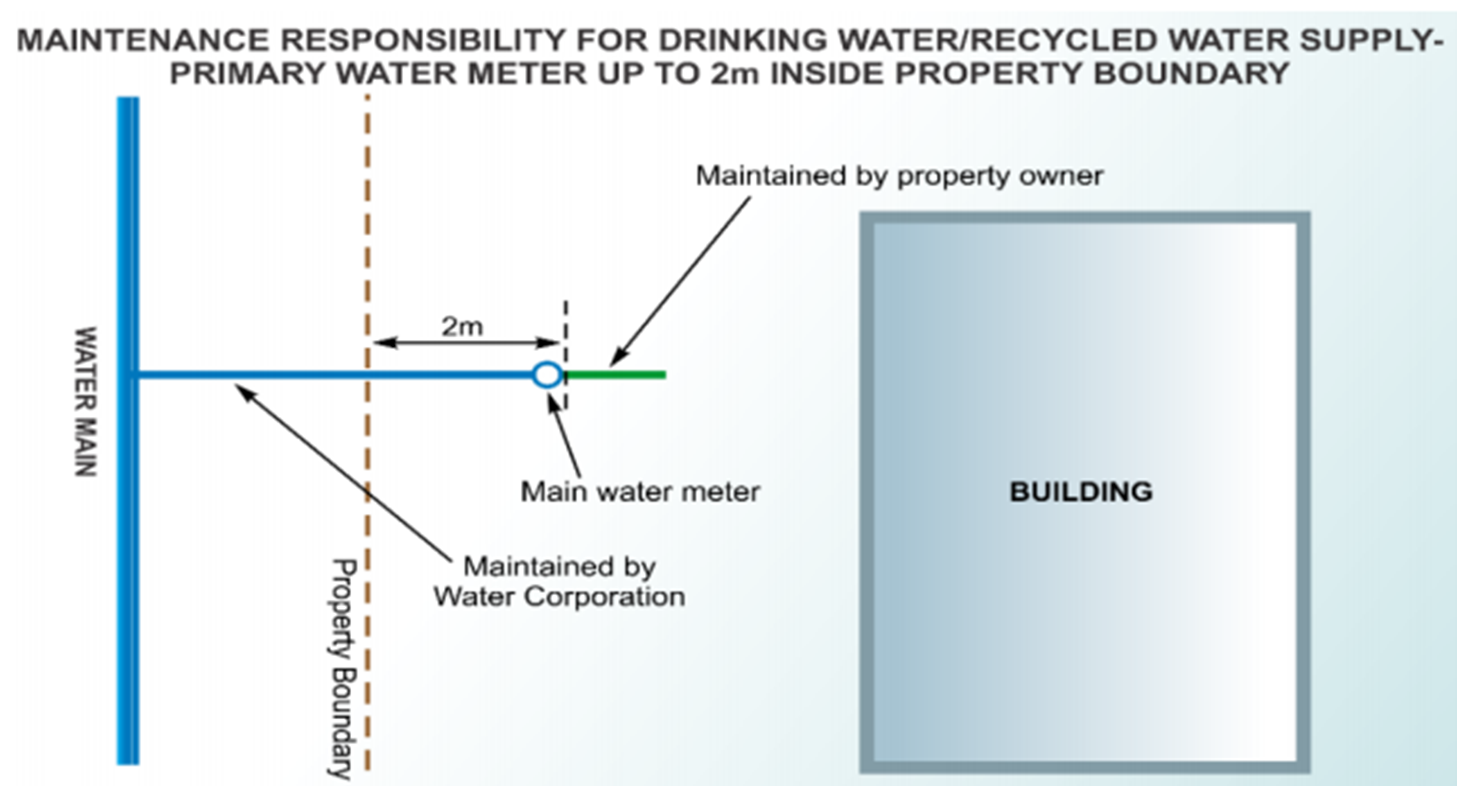 MAINTENANCE RESPONSIBILITY FOR DRINKING WATER/RECYCLED WATER SUPPLY-
PRIMARY WATER METER UP TO 2m INSIDE PROPERTY BOUNDARY
Maintained by property owner
2m
WATER MAIN
Main water meter
BUILDING
Maintained by
Water Corporation
Property Boundary